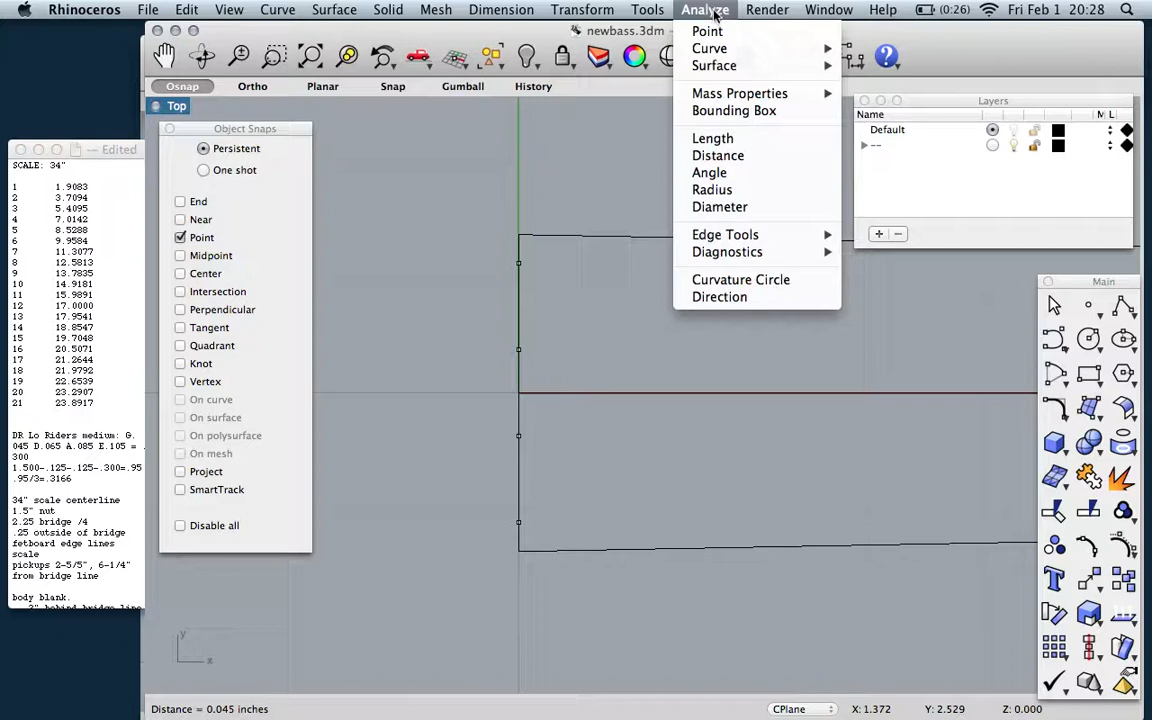 Rhinoceros File Edit View Curve Surface Solid Mesh Dimension Transform Tools Analyze Render Window Help (0:26) Fri Feb 1 20:28
newbass.3dm
Osnap Ortho Planar Snap Gumball History
Top
Object Snaps
Persistent
One shot
End
Near
Point
Midpoint
Center
Intersection
Perpendicular
Tangent
Quadrant
Knot
Vertex
On curve
On surface
On polysurface
On mesh
Project
SmartTrack
Disable all
— Edited
SCALE: 34"
1 1.9083
2 3.7094
3 5.4095
4 7.0142
5 8.5288
6 9.9584
7 11.3077
8 12.5813
9 13.7835
10 14.9181
11 15.9891
12 17.0000
13 17.9541
14 18.8547
15 19.7048
16 20.5071
17 21.2644
18 21.9792
19 22.6539
20 23.2907
21 23.8917
DR Lo Riders medium: G.
045 D.065 A.085 E.105 = .
300
1.500-.125-.125-.300=.95
.95/3=.3166
34" scale centerline
1.5" nut
2.25 bridge /4
.25 outside of bridge
fetboard edge lines
scale
pickups 2-5/5", 6-1/4"
from bridge line
body blank.
3" behind bridge line
Point
Curve
Surface
Mass Properties
Bounding Box
Length
Distance
Angle
Radius
Diameter
Edge Tools
Diagnostics
Curvature Circle
Direction
Layers
Name M L
Default
--
+ −
Main
y
x
Distance = 0.045 inches CPlane X: 1.372 Y: 2.529 Z: 0.000